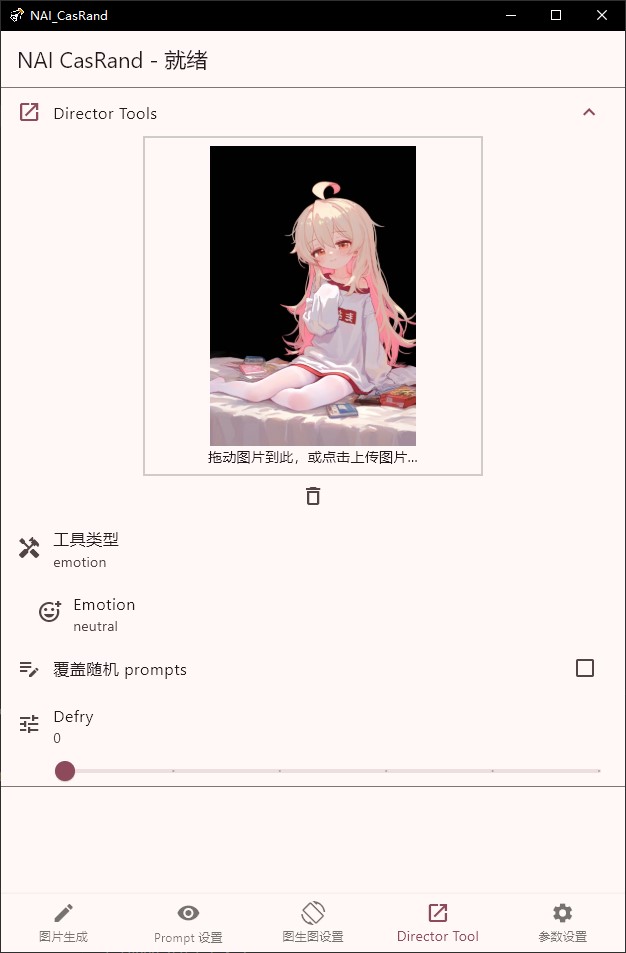 NAI_CasRand
NAI CasRand - 就绪
Director Tools
拖动图片到此，或点击上传图片...
工具类型
emotion
Emotion
neutral
覆盖随机 prompts
Defry
0
图片生成
Prompt 设置
图生图设置
Director Tool
参数设置